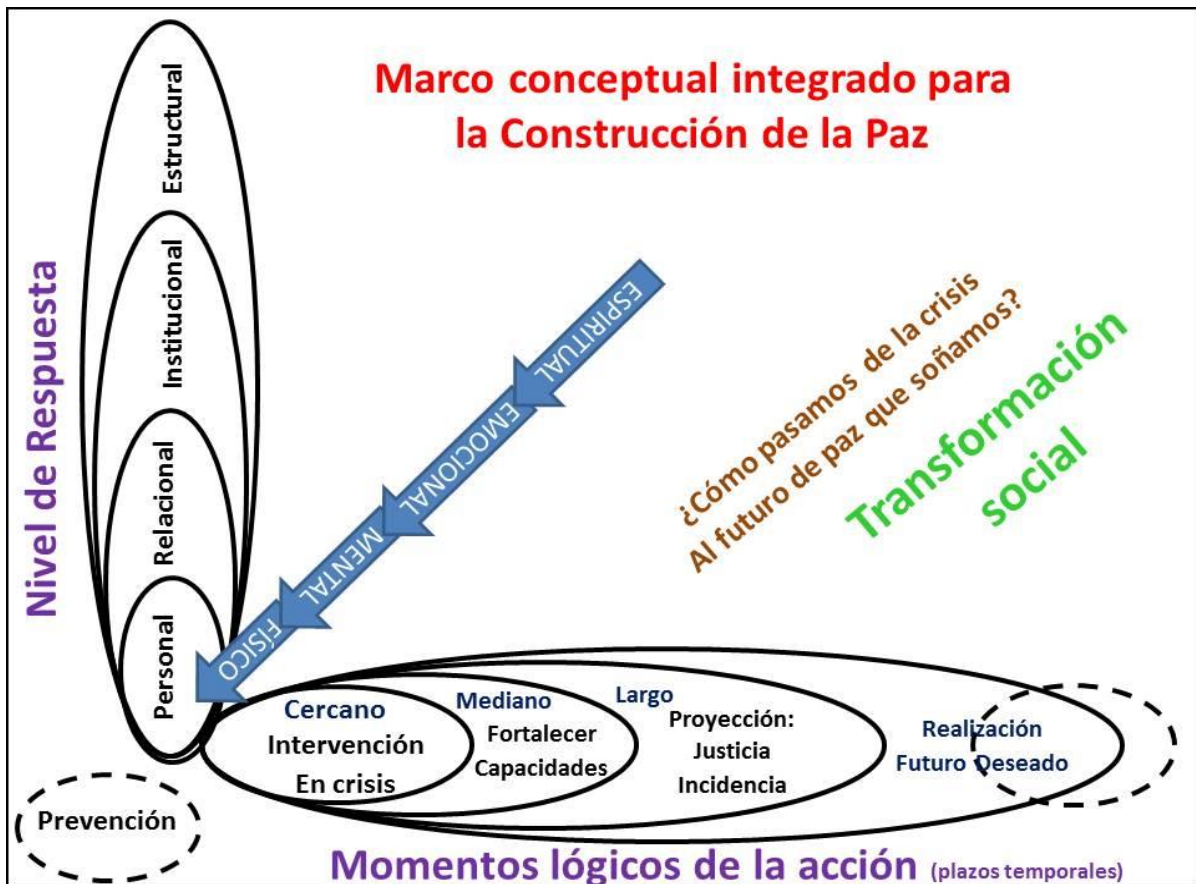 Marco conceptual integrado para
la Construcción de la Paz
Nivel de Respuesta
Estructural
Institucional
Relacional
Personal
ESPIRITUAL
EMOCIONAL
MENTAL
FÍSICO
¿Cómo pasamos de la crisis
Al futuro de paz que soñamos?
Transformación
social
Cercano
Intervención
En crisis
Mediano
Fortalecer
Capacidades
Largo
Proyección:
Justicia
Incidencia
Realización
Futuro Deseado
Prevención
Momentos lógicos de la acción (plazos temporales)